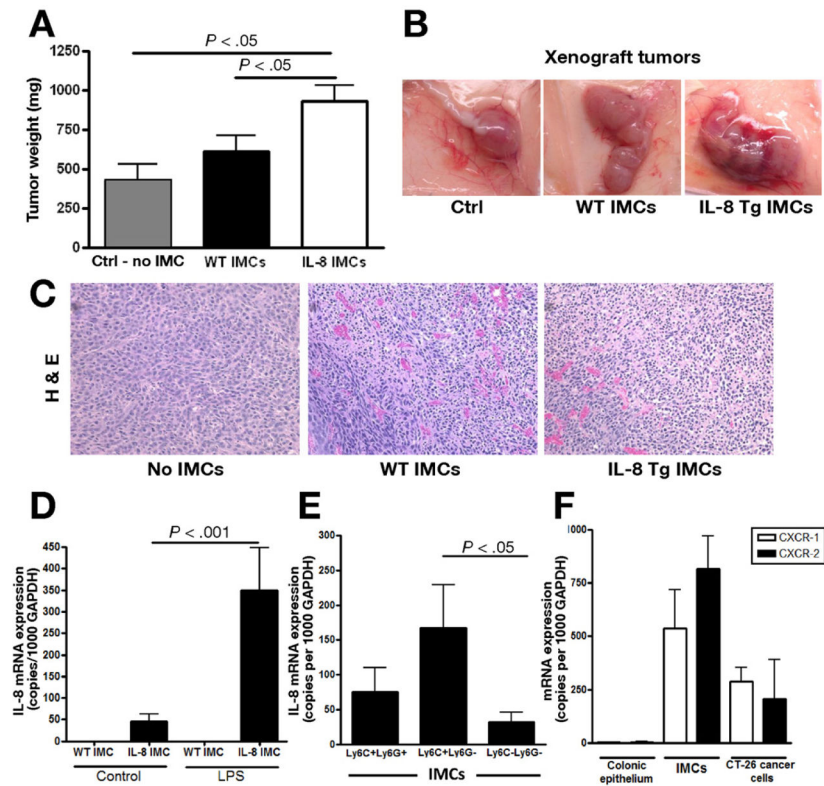 A
P < .05
P < .05
Tumor weight (mg)
1250
1000
750
500
250
0
Ctrl - no IMC WT IMCs IL-8 IMCs
B
Xenograft tumors
Ctrl WT IMCs IL-8 Tg IMCs
C
H & E
No IMCs WT IMCs IL-8 Tg IMCs
D
P < .001
IL-8 mRNA expression
(copies/1000 GAPDH)
450
400
350
300
250
200
150
100
50
0
WT IMC IL-8 IMC WT IMC IL-8 IMC
Control LPS
E
P < .05
IL-8 mRNA expression
(copies per 1000 GAPDH)
300
250
200
150
100
50
0
Ly6C+Ly6G+ Ly6C+Ly6G- Ly6C-Ly6G-
IMCs
F
CXCR-1
CXCR-2
mRNA expression
(copies per 1000 GAPDH)
1000
750
500
250
0
Colonic
epithelium
IMCs
CT-26 cancer
cells